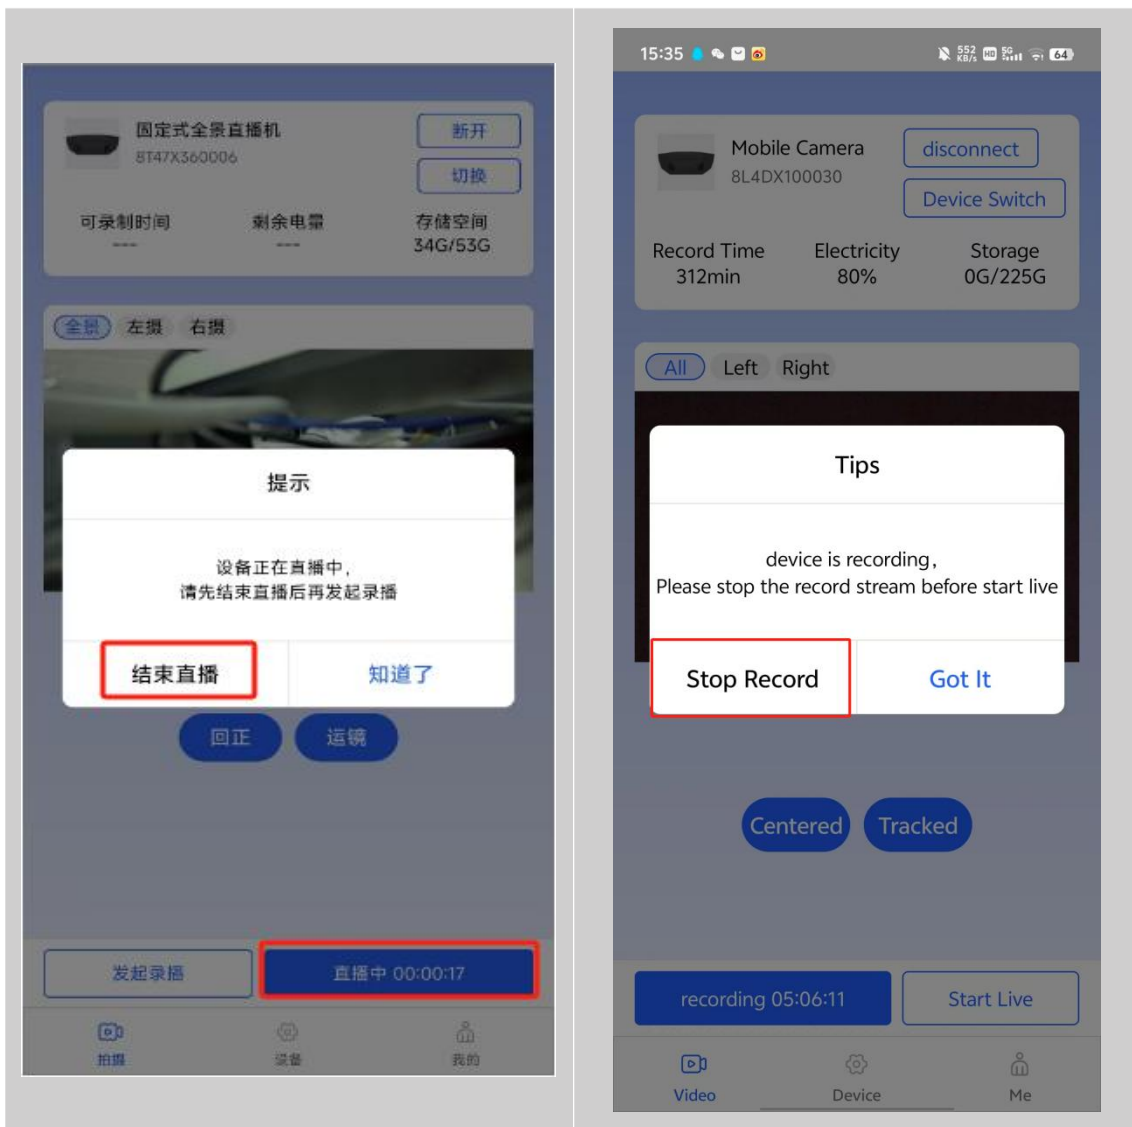 固定式全景直播机
8T47X360006
断开
切换
可录制时间 剩余电量 存储空间
--- --- 34G/53G
全景 左摄 右摄
提示
设备正在直播中，
请先结束直播后再发起录播
结束直播 知道了
回正 运镜
发起录播 直播中 00:00:17
拍摄 设备 我的
15:35 552 KB/s HD 5G 64
Mobile Camera
8L4DX100030
disconnect
Device Switch
Record Time Electricity Storage
312min 80% 0G/225G
All Left Right
Tips
device is recording,
Please stop the record stream before start live
Stop Record Got It
Centered Tracked
recording 05:06:11 Start Live
Video Device Me